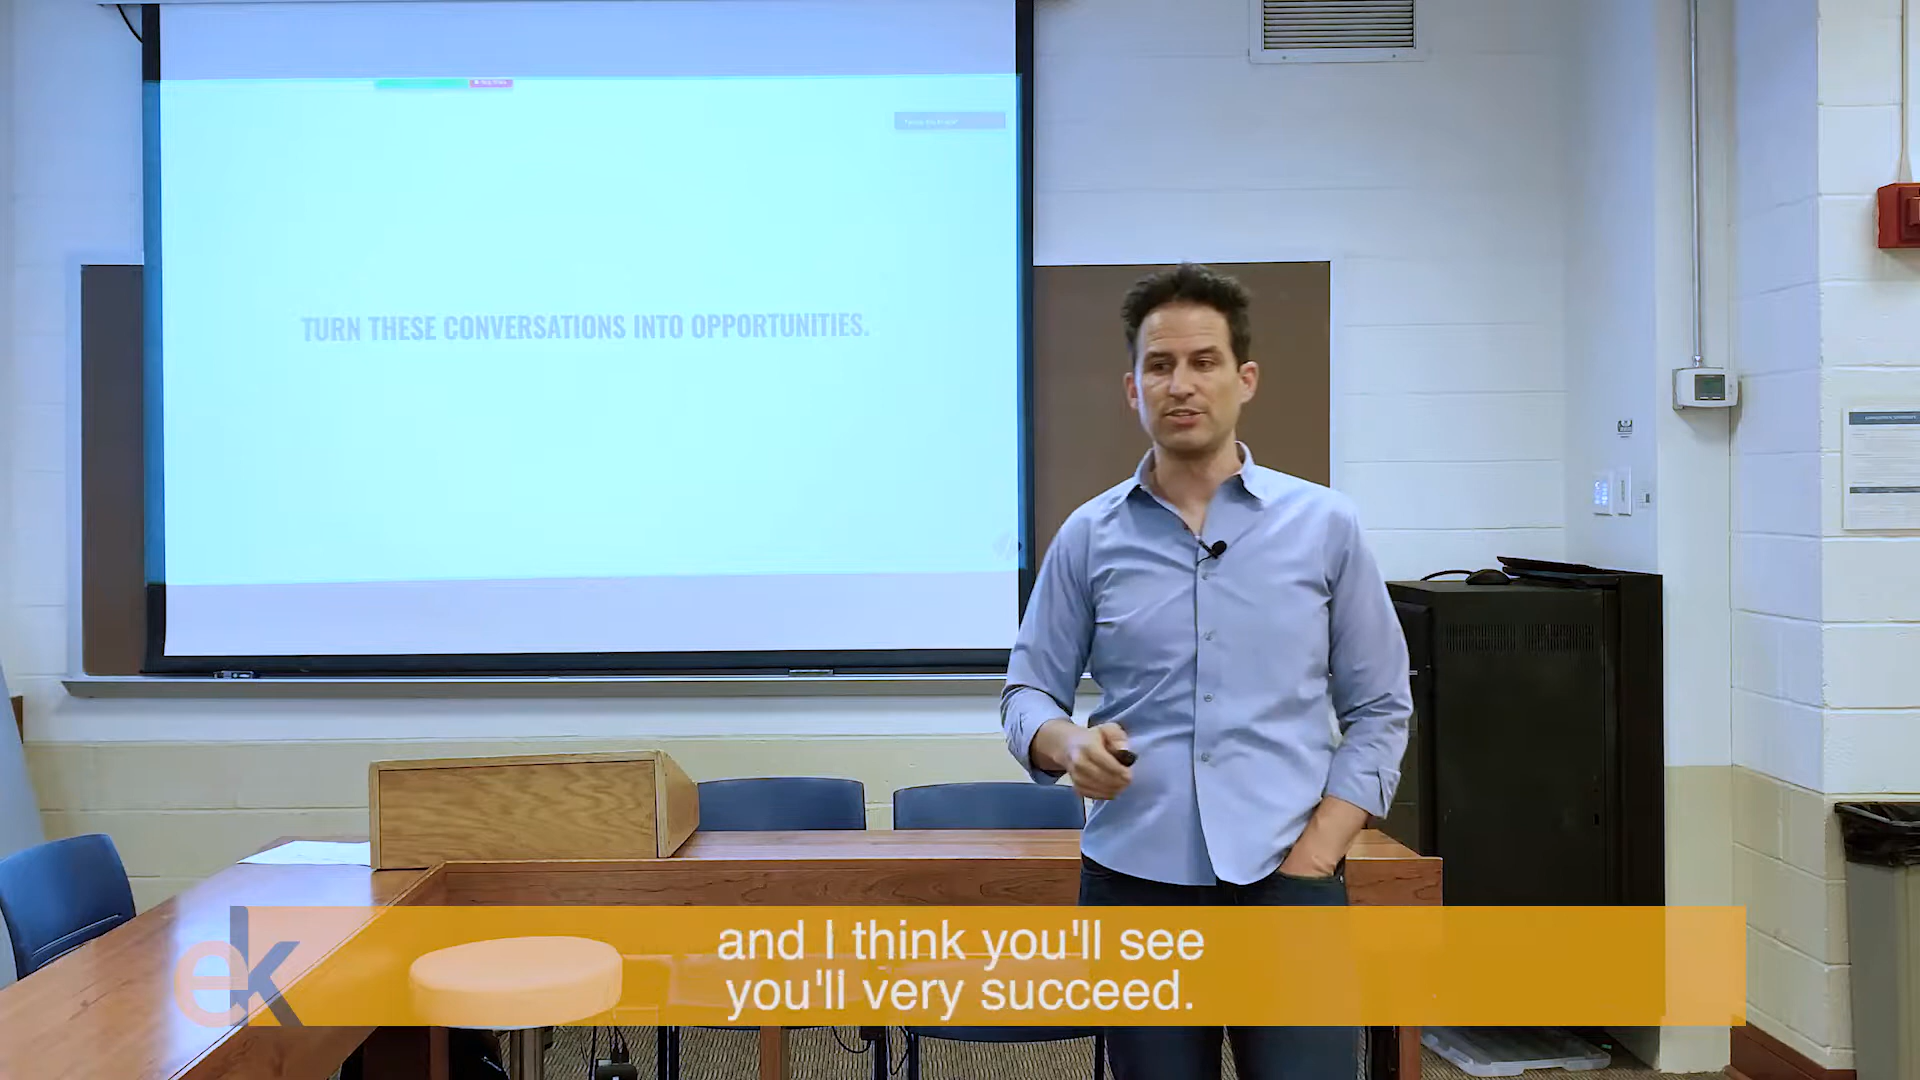 TURN THESE CONVERSATIONS INTO OPPORTUNITIES.
ek
and I think you'll see
you'll very succeed.